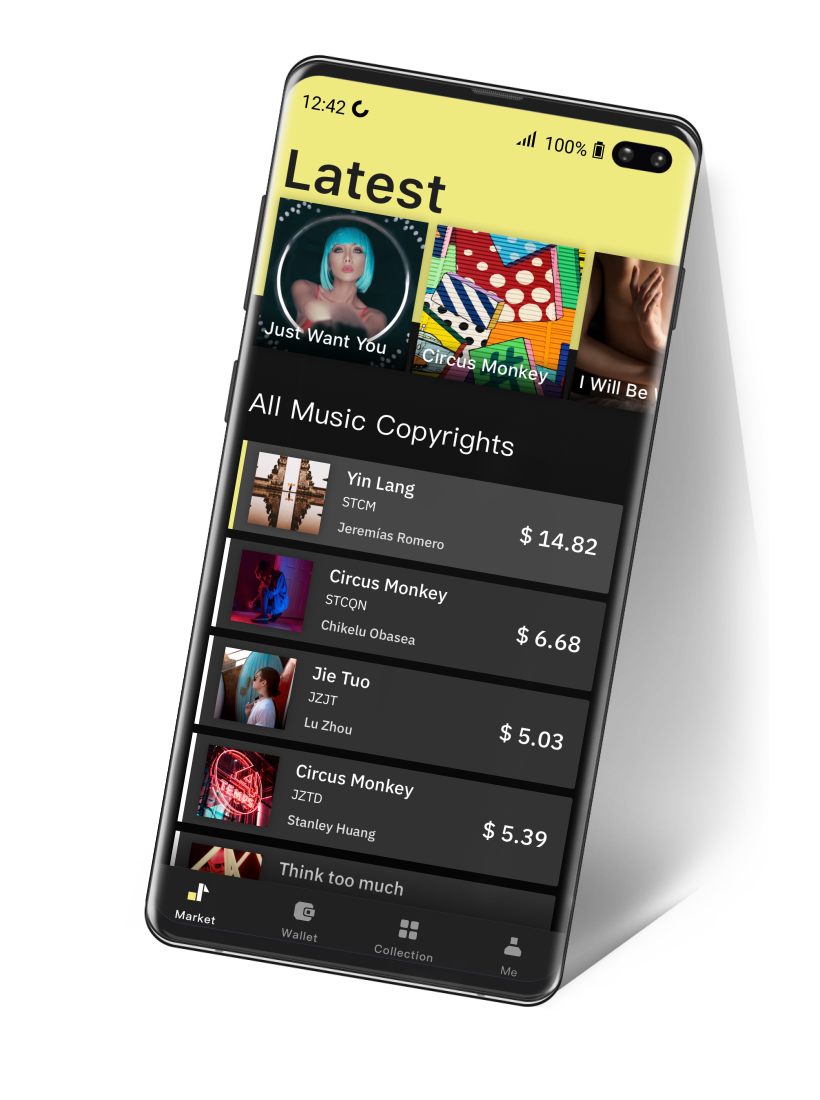 12:42
100%
Latest
Just Want You
Circus Monkey
I Will Be
All Music Copyrights
Yin Lang
STCM
Jeremías Romero
$ 14.82
Circus Monkey
STCQN
Chikelu Obasea
$ 6.68
Jie Tuo
JZJT
Lu Zhou
$ 5.03
Circus Monkey
JZTD
Stanley Huang
$ 5.39
Think too much
Market
Wallet
Collection
Me